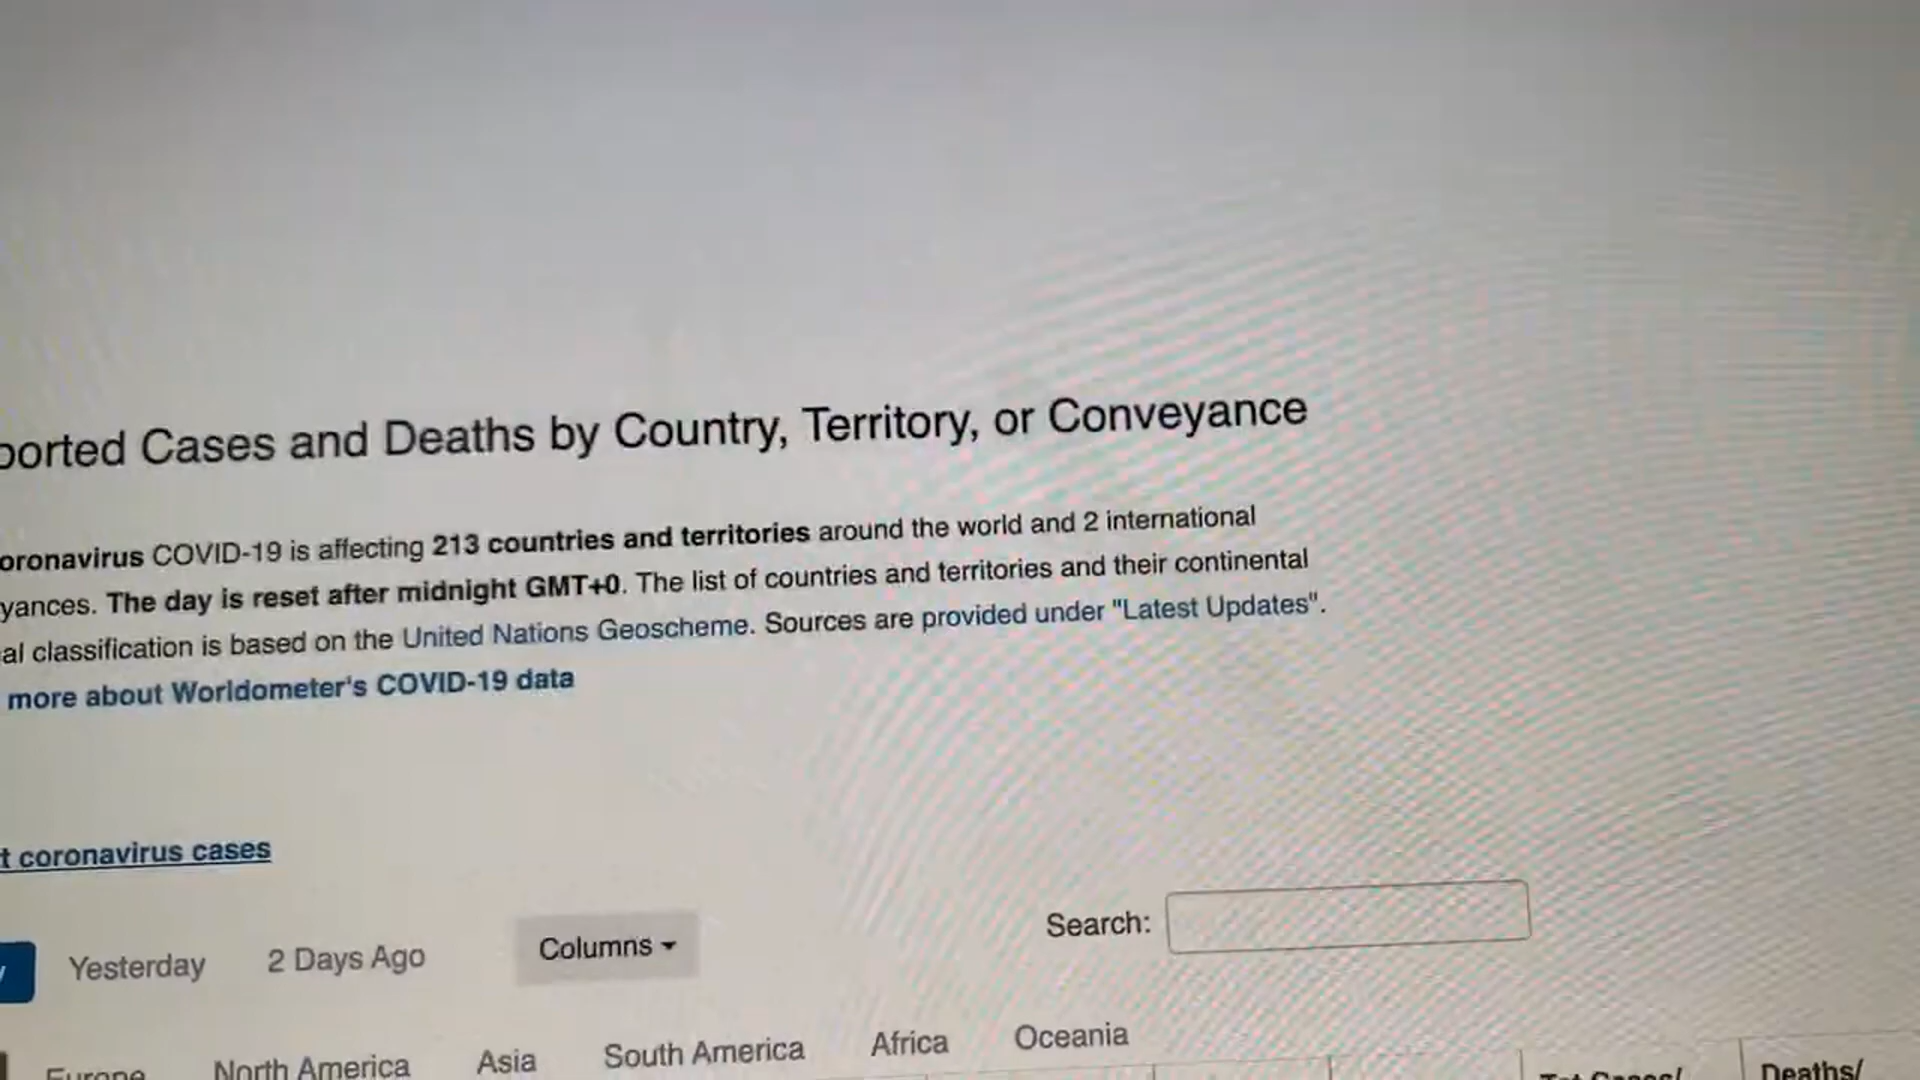 ported Cases and Deaths by Country, Territory, or Conveyance
oronavirus COVID-19 is affecting 213 countries and territories around the world and 2 international
yances. The day is reset after midnight GMT+0. The list of countries and territories and their continental
al classification is based on the United Nations Geoscheme. Sources are provided under "Latest Updates".
more about Worldometer's COVID-19 data
t coronavirus cases
Yesterday 2 Days Ago Columns Search:
Europe North America Asia South America Africa Oceania
Tot Cases/ Deaths/